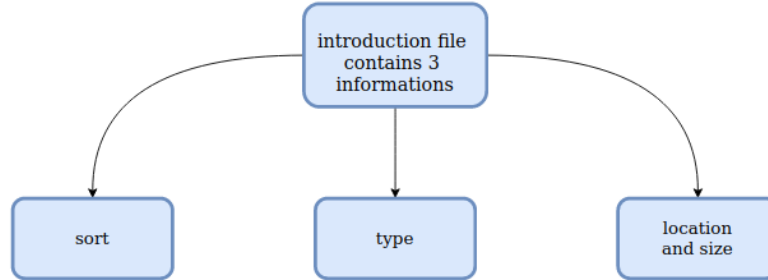 introduction file
contains 3
informations
sort
type
location
and size